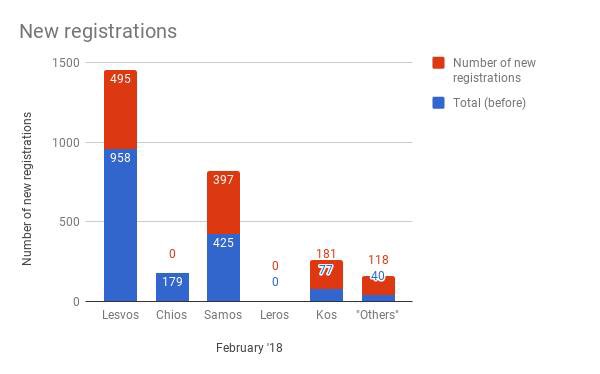 New registrations
1500
1000
500
0
Number of new registrations
495
958
0
179
397
425
0
0
181
77
118
40
Lesvos
Chios
Samos
Leros
Kos
"Others"
February '18
Number of new
registrations
Total (before)